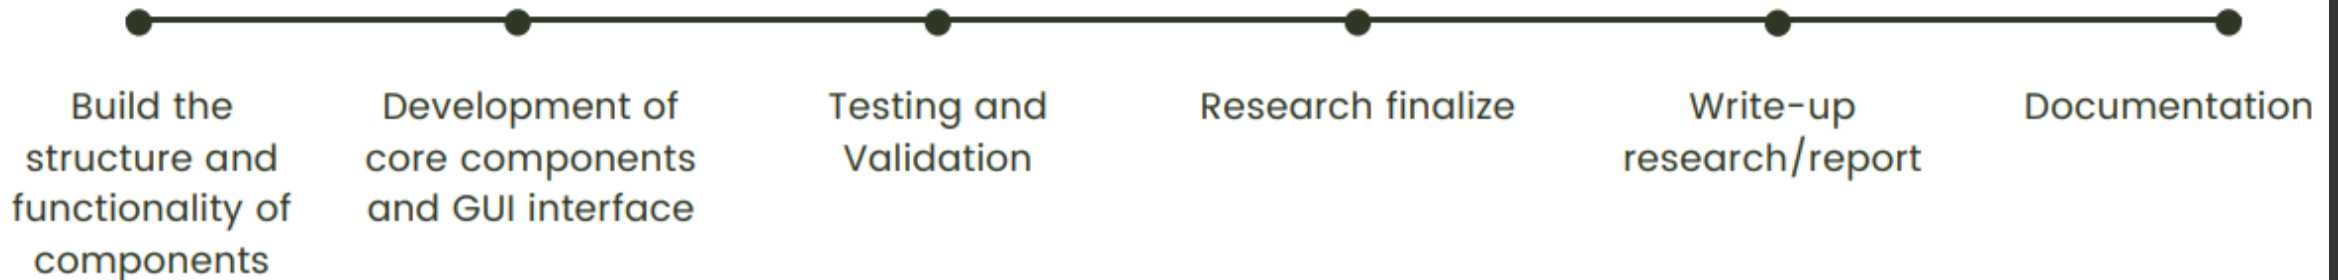 Build the
structure and
functionality of
components
Development of
core components
and GUI interface
Testing and
Validation
Research finalize
Write-up
research/report
Documentation